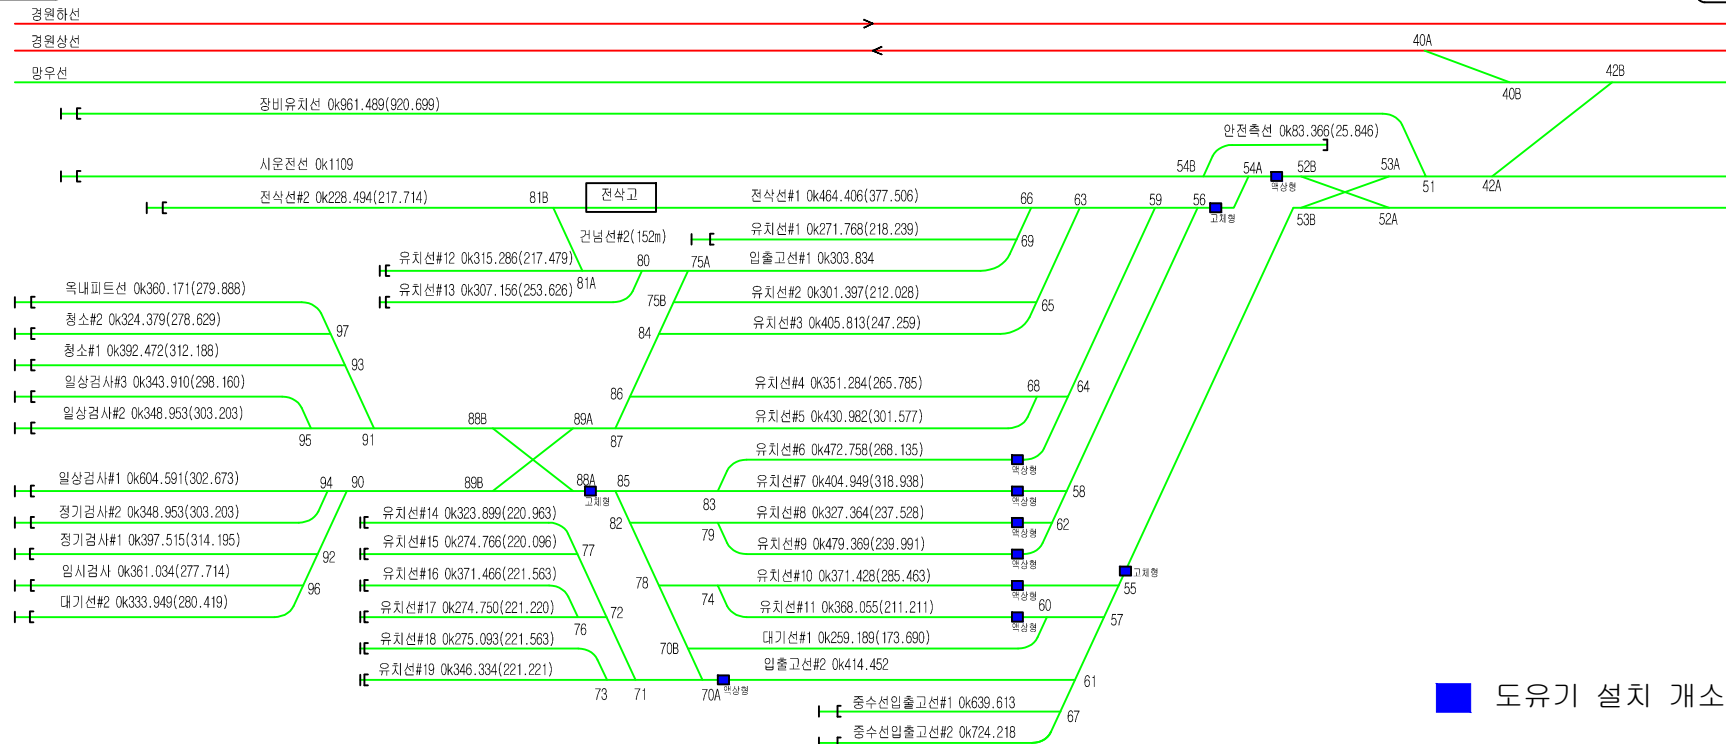 경원하선
경원상선
40A
망우선
42B
40B
장비유치선 0k961.489(920.699)
안전측선 0k83.366(25.846)
시운전선 0k1109
54B
54A
52B
53A
액상형
51
42A
전삭선#2 0k228.494(217.714)
81B
전삭고
전삭선#1 0k464.406(377.506)
66
63
59
56
고체형
53B
52A
건넘선#2(152m)
유치선#1 0k271.768(218.239)
69
유치선#12 0k315.286(217.479)
80
75A
입출고선#1 0k303.834
81A
유치선#13 0k307.156(253.626)
75B
유치선#2 0k301.397(212.028)
65
옥내피트선 0k360.171(279.888)
청소#2 0k324.379(278.629)
97
84
유치선#3 0k405.813(247.259)
청소#1 0k392.472(312.188)
93
일상검사#3 0k343.910(298.160)
86
유치선#4 0K351.284(265.785)
68
64
일상검사#2 0k348.953(303.203)
88B
89A
유치선#5 0k430.982(301.577)
95
91
87
유치선#6 0k472.758(268.135)
액상형
일상검사#1 0k604.591(302.673)
94
90
89B
88A
85
고체형
유치선#7 0k404.949(318.938)
58
83
액상형
정기검사#2 0k348.953(303.203)
유치선#14 0k323.899(220.963)
82
유치선#8 0k327.364(237.528)
62
79
액상형
정기검사#1 0k397.515(314.195)
92
유치선#15 0k274.766(220.096)
77
유치선#9 0k479.369(239.991)
액상형
임시검사 0k361.034(277.714)
96
유치선#16 0k371.466(221.563)
78
유치선#10 0k371.428(285.463)
고체형
55
74
액상형
대기선#2 0k333.949(280.419)
유치선#17 0k274.750(221.220)
72
76
유치선#11 0k368.055(211.211)
60
57
액상형
유치선#18 0k275.093(221.563)
70B
대기선#1 0k259.189(173.690)
유치선#19 0k346.334(221.221)
73
71
70A
액상형
입출고선#2 0k414.452
61
중수선입출고선#1 0k639.613
67
중수선입출고선#2 0k724.218
도유기 설치 개소